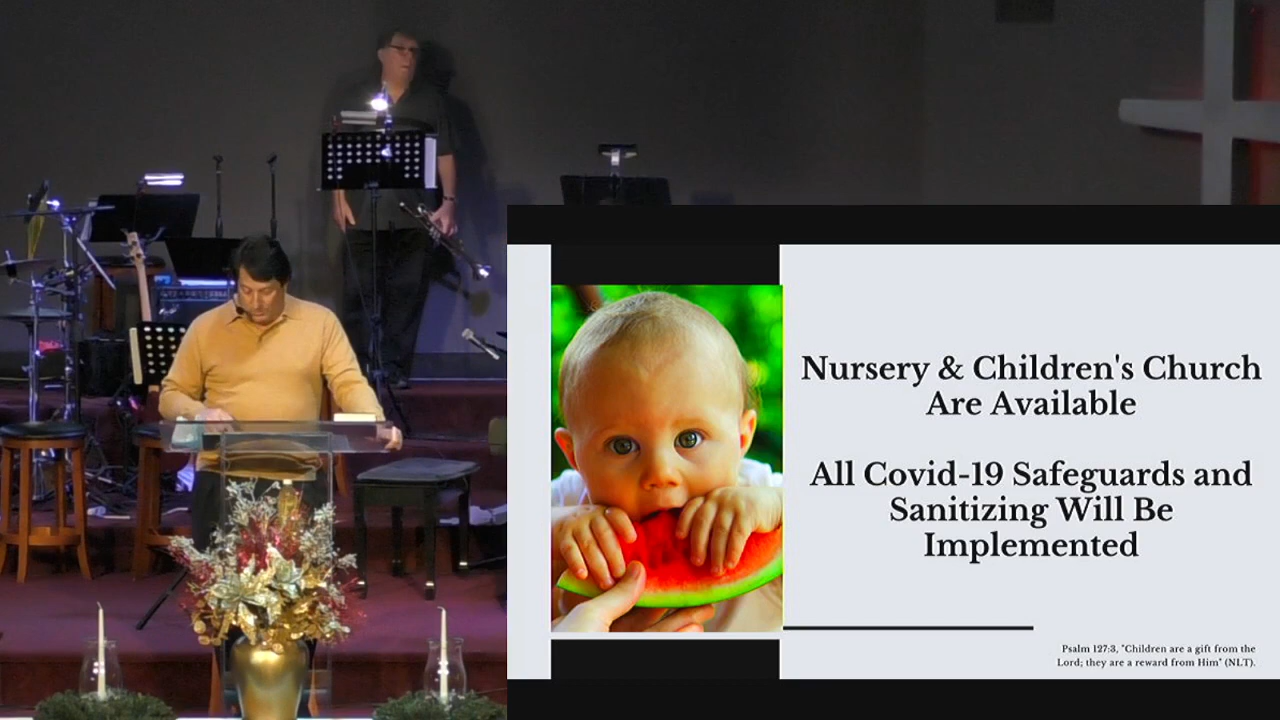 Nursery & Children's Church
Are Available
All Covid-19 Safeguards and
Sanitizing Will Be
Implemented
Psalm 127:3, "Children are a gift from the
Lord; they are a reward from Him" (NLT).